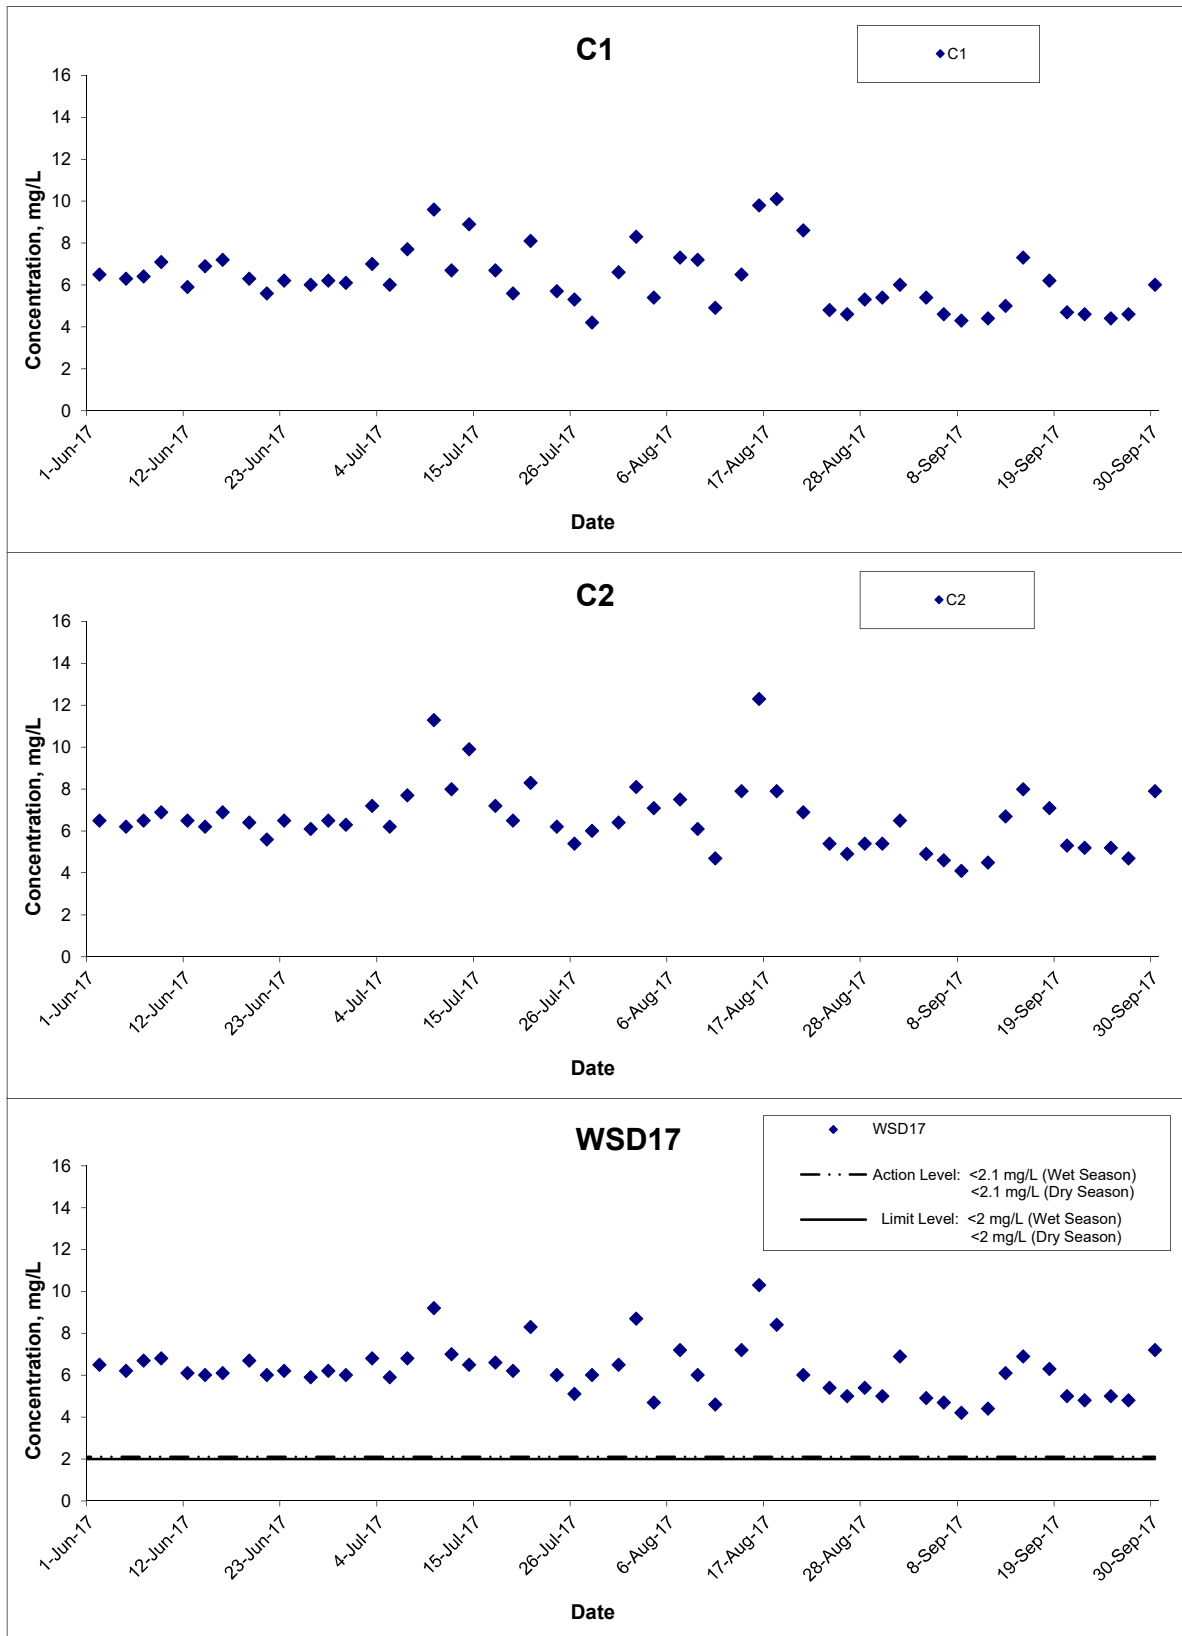 C1
C1
16
14
12
10
8
6
4
2
0
Concentration, mg/L
1-Jun-17
12-Jun-17
23-Jun-17
4-Jul-17
15-Jul-17
26-Jul-17
6-Aug-17
17-Aug-17
28-Aug-17
8-Sep-17
19-Sep-17
30-Sep-17
Date
C2
C2
16
14
12
10
8
6
4
2
0
Concentration, mg/L
1-Jun-17
12-Jun-17
23-Jun-17
4-Jul-17
15-Jul-17
26-Jul-17
6-Aug-17
17-Aug-17
28-Aug-17
8-Sep-17
19-Sep-17
30-Sep-17
Date
WSD17
WSD17
Action Level: <2.1 mg/L (Wet Season)
<2.1 mg/L (Dry Season)
Limit Level: <2 mg/L (Wet Season)
<2 mg/L (Dry Season)
16
14
12
10
8
6
4
2
0
Concentration, mg/L
1-Jun-17
12-Jun-17
23-Jun-17
4-Jul-17
15-Jul-17
26-Jul-17
6-Aug-17
17-Aug-17
28-Aug-17
8-Sep-17
19-Sep-17
30-Sep-17
Date